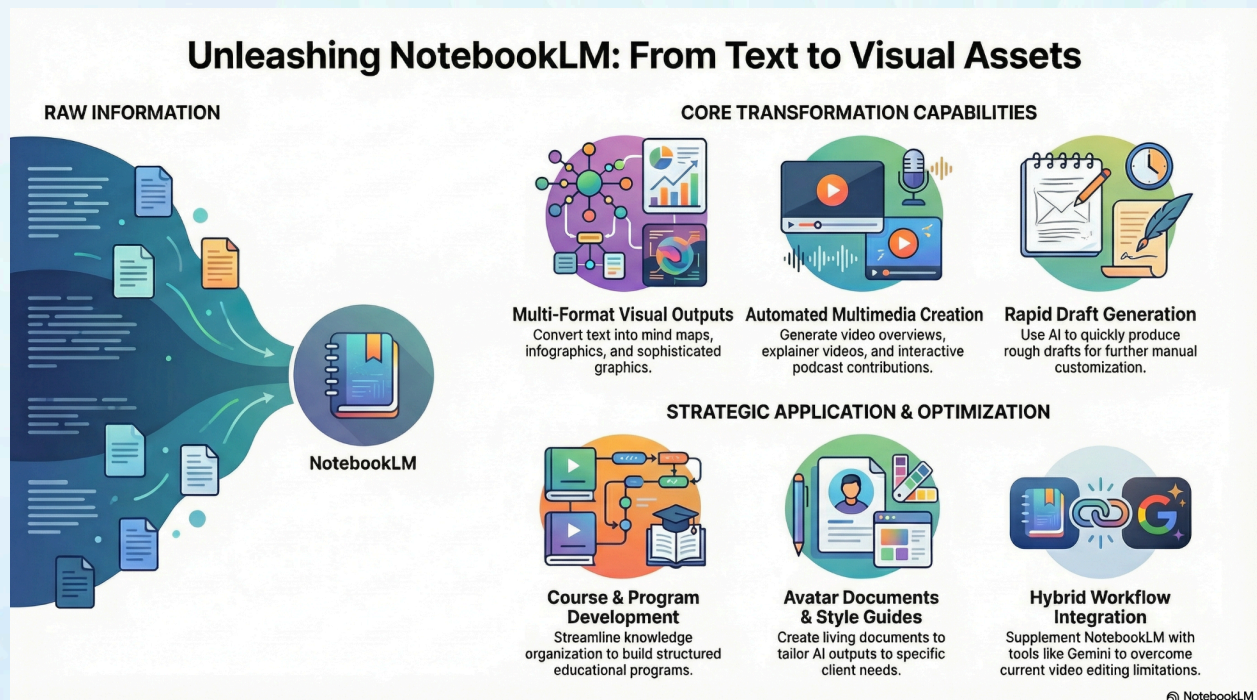 Unleashing NotebookLM: From Text to Visual Assets
RAW INFORMATION
NotebookLM
CORE TRANSFORMATION CAPABILITIES
Multi-Format Visual Outputs
Convert text into mind maps,
infographics, and sophisticated
graphics.
Automated Multimedia Creation
Generate video overviews,
explainer videos, and interactive
podcast contributions.
Rapid Draft Generation
Use AI to quickly produce
rough drafts for further manual
customization.
STRATEGIC APPLICATION & OPTIMIZATION
Course & Program
Development
Streamline knowledge
organization to build structured
educational programs.
Avatar Documents
& Style Guides
Create living documents to
tailor AI outputs to specific
client needs.
Hybrid Workflow
Integration
Supplement NotebookLM with
tools like Gemini to overcome
current video editing limitations.
NotebookLM